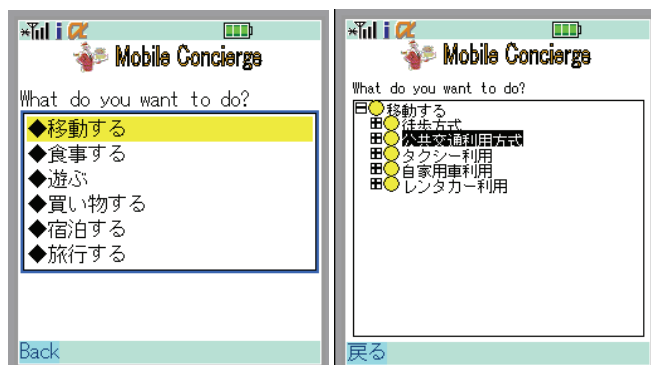 i α
Mobile Concierge
What do you want to do?
◆移動する
◆食事する
◆遊ぶ
◆買い物する
◆宿泊する
◆旅行する
Back
i α
Mobile Concierge
What do you want to do?
移動する
徒歩方式
公共交通利用方式
タクシー利用
自家用車利用
レンタカー利用
戻る